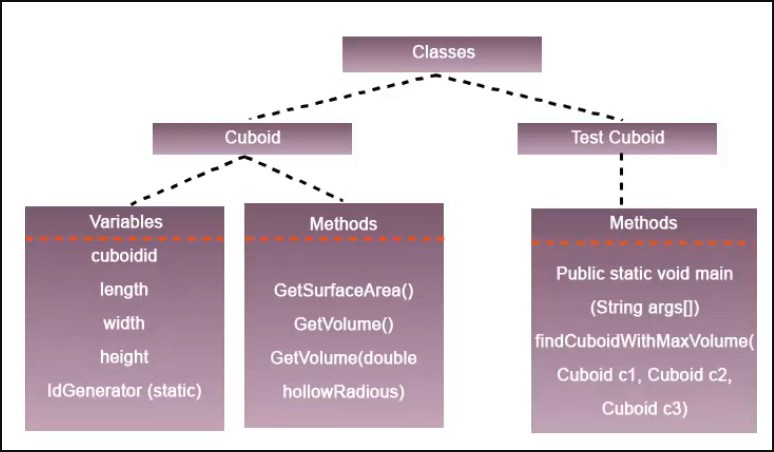 Classes
Cuboid
Test Cuboid
Variables
cuboidid
length
width
height
IdGenerator (static)
Methods
GetSurfaceArea()
GetVolume()
GetVolume(double
hollowRadious)
Methods
Public static void main
(String args[])
findCuboidWithMaxVolume(
Cuboid c1, Cuboid c2,
Cuboid c3)